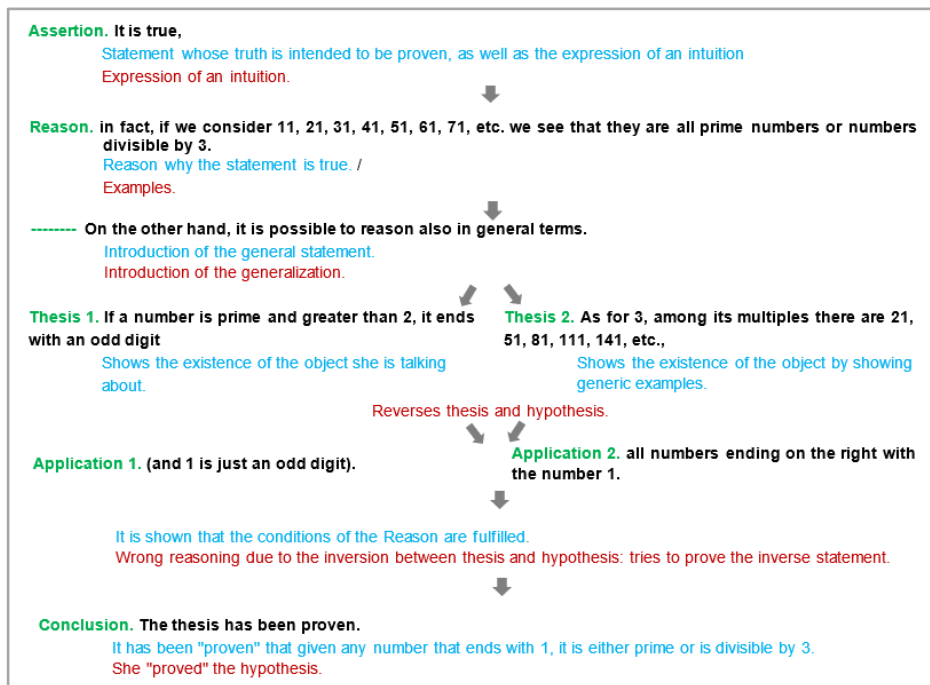 Assertion. It is true,
Statement whose truth is intended to be proven, as well as the expression of an intuition
Expression of an intuition.
Reason. in fact, if we consider 11, 21, 31, 41, 51, 61, 71, etc. we see that they are all prime numbers or numbers
divisible by 3.
Reason why the statement is true. /
Examples.
-------- On the other hand, it is possible to reason also in general terms.
Introduction of the general statement.
Introduction of the generalization.
Thesis 1. If a number is prime and greater than 2, it ends
with an odd digit
Shows the existence of the object she is talking
about.
Thesis 2. As for 3, among its multiples there are 21,
51, 81, 111, 141, etc.,
Shows the existence of the object by showing
generic examples.
Reverses thesis and hypothesis.
Application 1. (and 1 is just an odd digit).
Application 2. all numbers ending on the right with
the number 1.
It is shown that the conditions of the Reason are fulfilled.
Wrong reasoning due to the inversion between thesis and hypothesis: tries to prove the inverse statement.
Conclusion. The thesis has been proven.
It has been "proven" that given any number that ends with 1, it is either prime or is divisible by 3.
She "proved" the hypothesis.